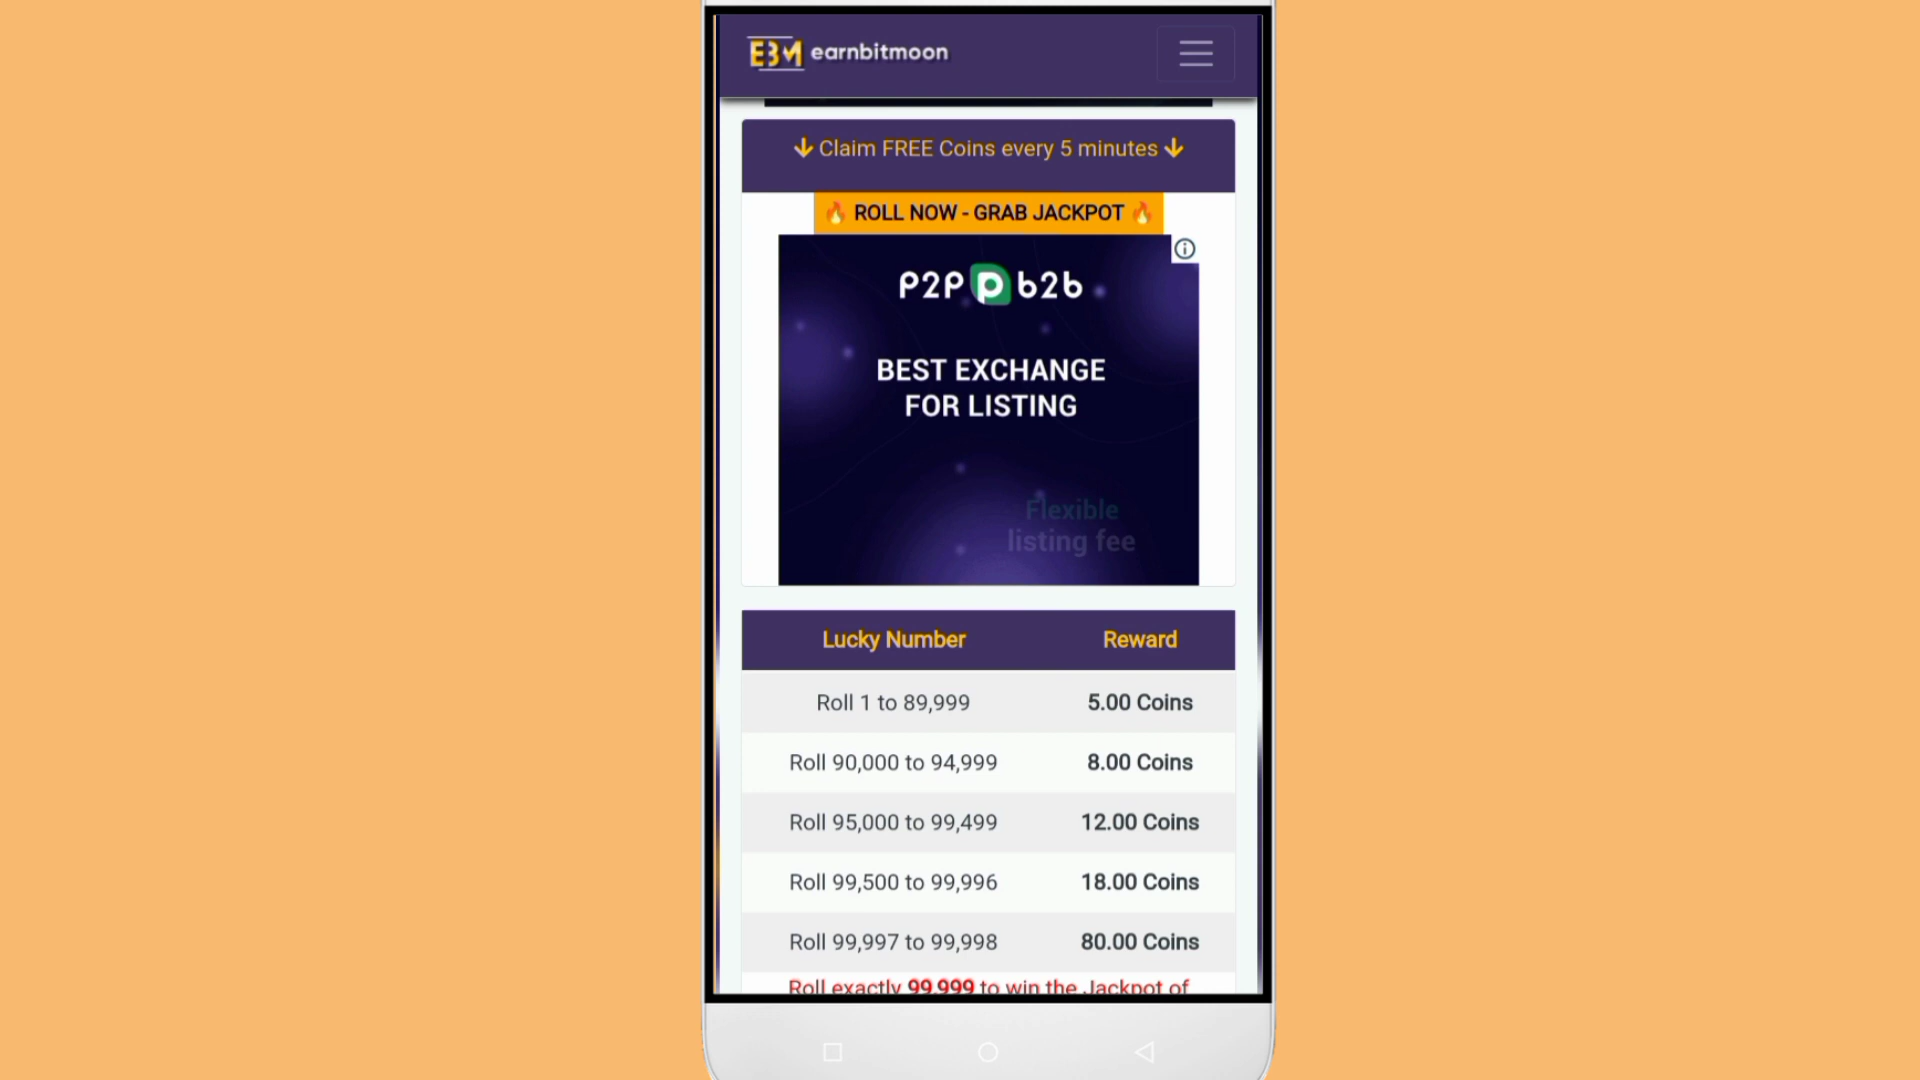 EBM earnbitmoon
Claim FREE Coins every 5 minutes
🔥 ROLL NOW - GRAB JACKPOT 🔥
P2P b2b
BEST EXCHANGE
FOR LISTING
Flexible
listing fee
Lucky Number Reward
Roll 1 to 89,999 5.00 Coins
Roll 90,000 to 94,999 8.00 Coins
Roll 95,000 to 99,499 12.00 Coins
Roll 99,500 to 99,996 18.00 Coins
Roll 99,997 to 99,998 80.00 Coins
Roll exactly 99,999 to win the Jackpot of